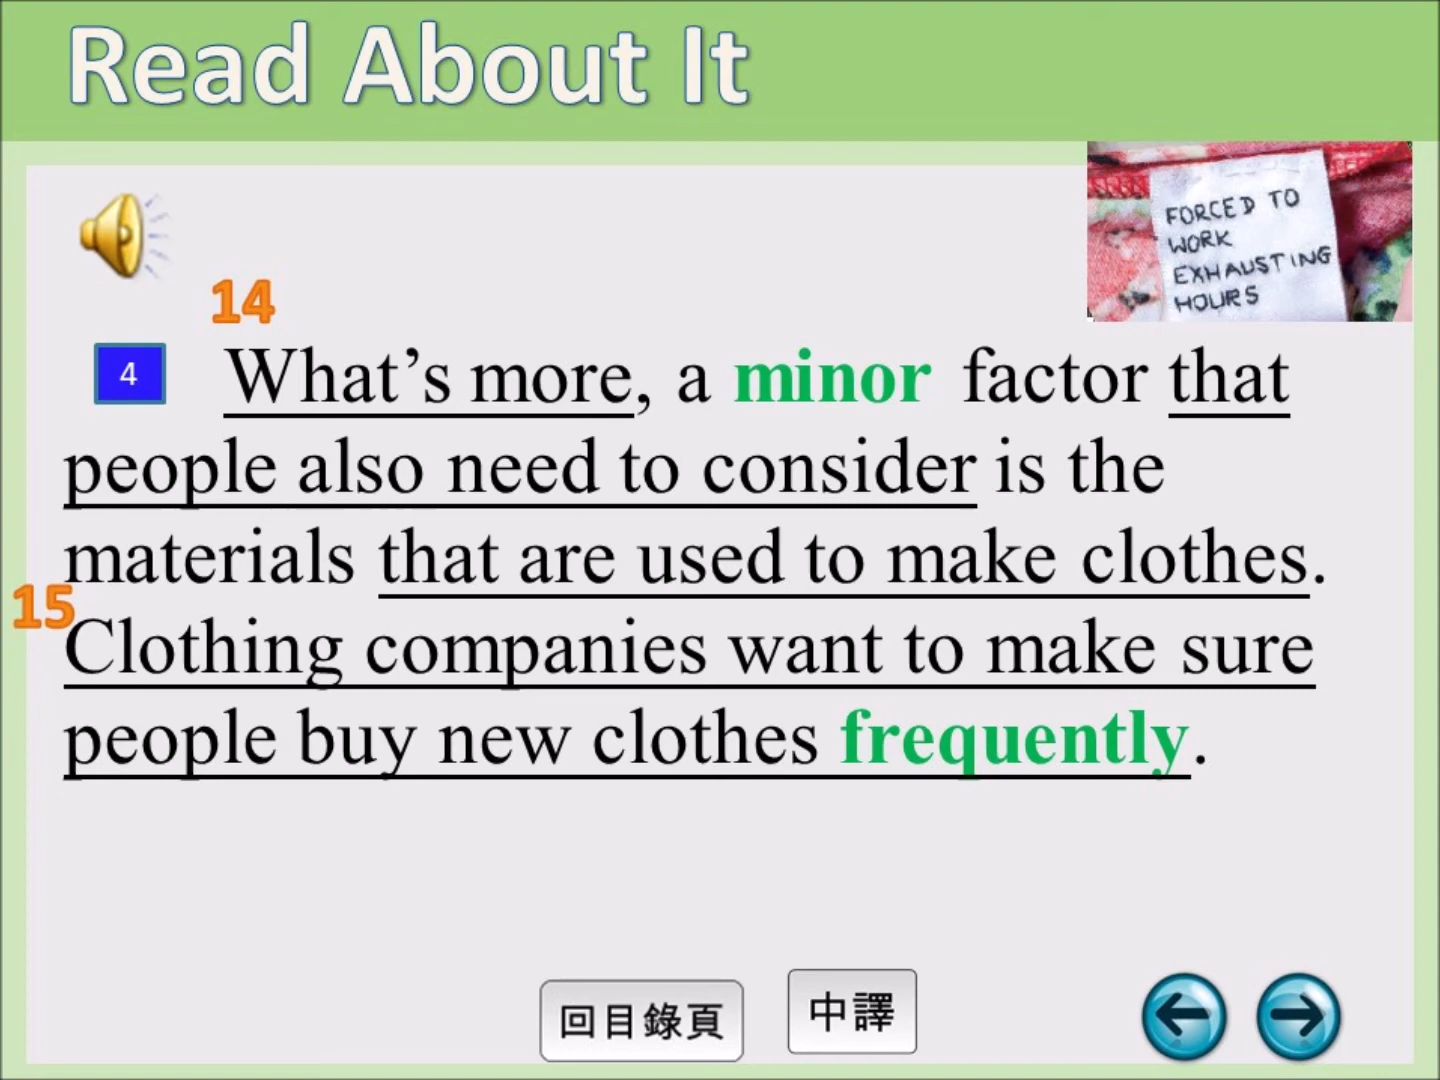 Read About It
FORCED TO
WORK
EXHAUSTING
HOURS
14
4 What's more, a minor factor that
people also need to consider is the
materials that are used to make clothes.
15
Clothing companies want to make sure
people buy new clothes frequently.
回目錄頁
中譯